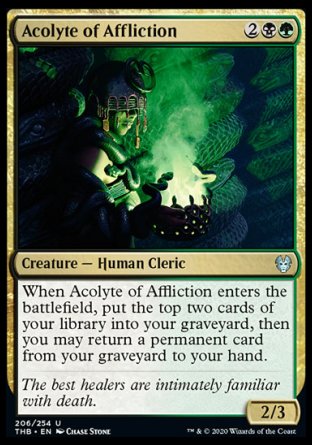 Acolyte of Affliction 2
Creature — Human Cleric
When Acolyte of Affliction enters the
battlefield, put the top two cards of
your library into your graveyard, then
you may return a permanent card
from your graveyard to your hand.
The best healers are intimately familiar
with death.
2/3
206/254 U
THB • EN CHASE STONE
™ & © 2020 Wizards of the Coast